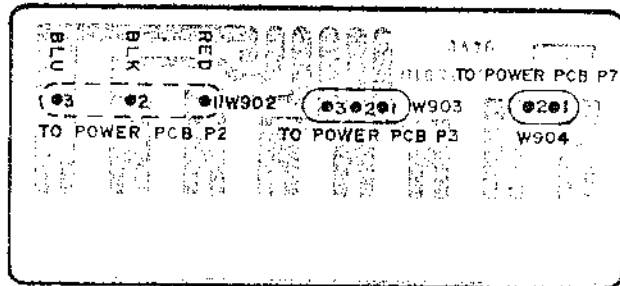 BLU BLK RED
TO POWER PCB P7
3 2 1 W902 3 2 1 W903 2 1
TO POWER PCB P2 TO POWER PCB P3 W904